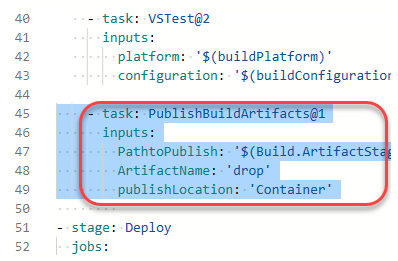 40 - task: VSTest@2
41 inputs:
42 platform: '$(buildPlatform)'
43 configuration: '$(buildConfiguration
44
45 - task: PublishBuildArtifacts@1
46 inputs:
47 PathtoPublish: '$(Build.ArtifactStag
48 ArtifactName: 'drop'
49 publishLocation: 'Container'
50
51 - stage: Deploy
52 jobs: